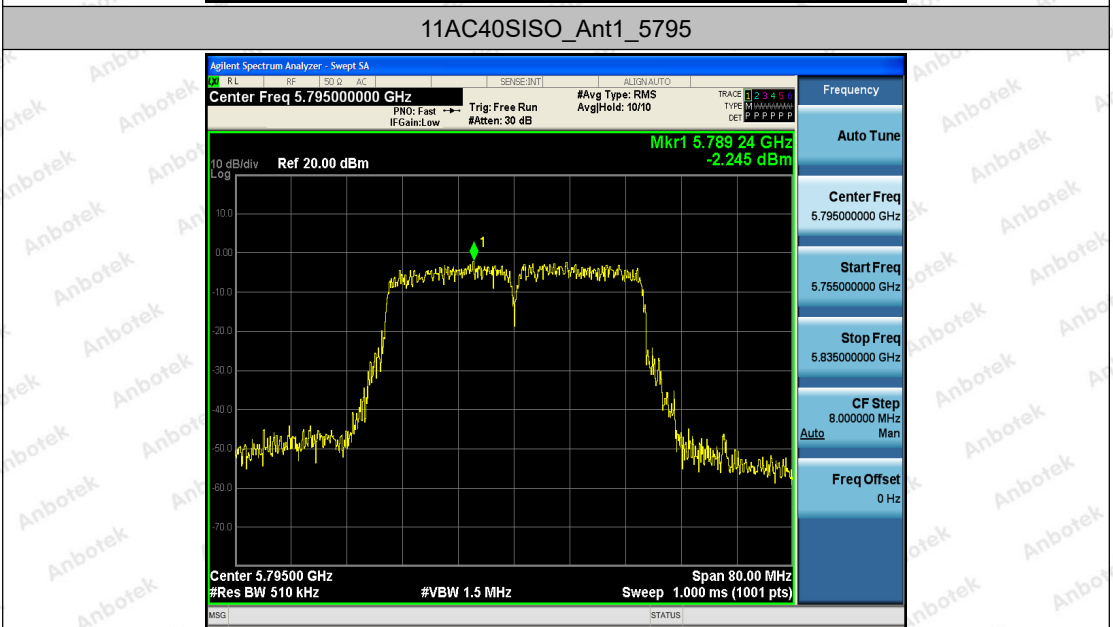 11AC40SISO_Ant1_5795
Agilent Spectrum Analyzer - Swept SA
RL RF 50 Ω AC SENSE:INT ALIGNAUTO
Center Freq 5.795000000 GHz
PNO: Fast
IFGain:Low
Trig: Free Run
#Atten: 30 dB
#Avg Type: RMS
Avg|Hold: 10/10
TRACE 1 2 3 4 5 6
TYPE M
DET P P P P P P
Mkr1 5.789 24 GHz
-2.245 dBm
10 dB/div Ref 20.00 dBm
Log
10.0
0.00
-10.0
-20.0
-30.0
-40.0
-50.0
-60.0
-70.0
1
Center 5.79500 GHz
Span 80.00 MHz
#Res BW 510 kHz
#VBW 1.5 MHz
Sweep 1.000 ms (1001 pts)
MSG
STATUS
Frequency
Auto Tune
Center Freq
5.795000000 GHz
Start Freq
5.755000000 GHz
Stop Freq
5.835000000 GHz
CF Step
8.000000 MHz
Auto Man
Freq Offset
0 Hz
Anbotek